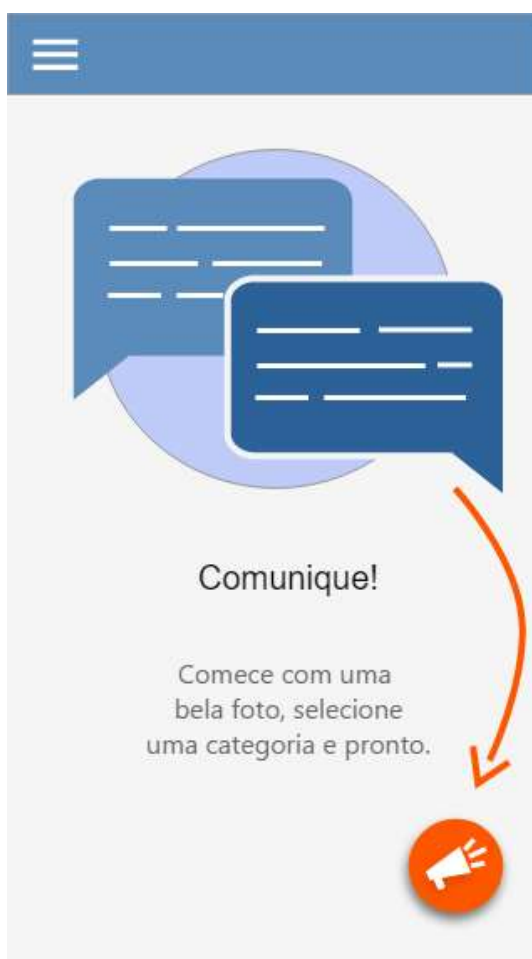 Comunique!
Comece com uma
bela foto, selecione
uma categoria e pronto.